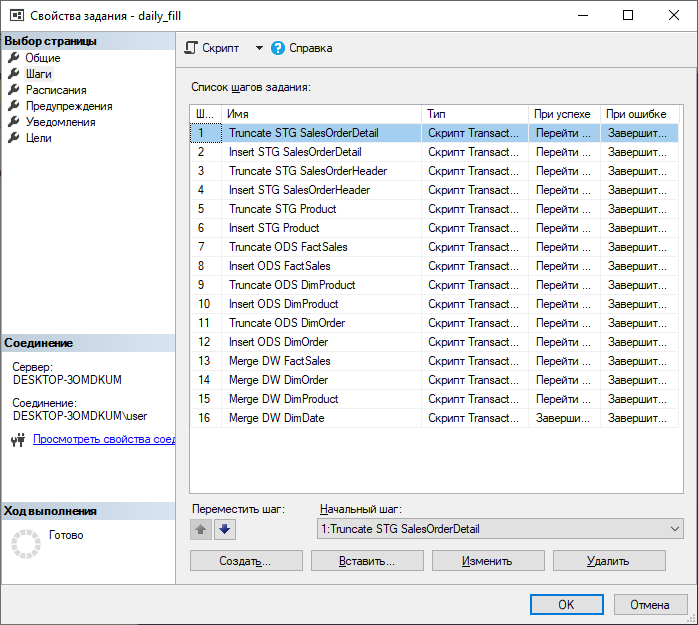 Свойства задания - daily_fill
Выбор страницы
Общие
Шаги
Расписания
Предупреждения
Уведомления
Цели
Скрипт
Справка
Список шагов задания:
Ш... Имя Тип При успехе При ошибке
1 Truncate STG SalesOrderDetail Скрипт Transact... Перейти ... Завершит...
2 Insert STG SalesOrderDetail Скрипт Transact... Перейти ... Завершит...
3 Truncate STG SalesOrderHeader Скрипт Transact... Перейти ... Завершит...
4 Insert STG SalesOrderHeader Скрипт Transact... Перейти ... Завершит...
5 Truncate STG Product Скрипт Transact... Перейти ... Завершит...
6 Insert STG Product Скрипт Transact... Перейти ... Завершит...
7 Truncate ODS FactSales Скрипт Transact... Перейти ... Завершит...
8 Insert ODS FactSales Скрипт Transact... Перейти ... Завершит...
9 Truncate ODS DimProduct Скрипт Transact... Перейти ... Завершит...
10 Insert ODS DimProduct Скрипт Transact... Перейти ... Завершит...
11 Truncate ODS DimOrder Скрипт Transact... Перейти ... Завершит...
12 Insert ODS DimOrder Скрипт Transact... Перейти ... Завершит...
13 Merge DW FactSales Скрипт Transact... Перейти ... Завершит...
14 Merge DW DimOrder Скрипт Transact... Перейти ... Завершит...
15 Merge DW DimProduct Скрипт Transact... Перейти ... Завершит...
16 Merge DW DimDate Скрипт Transact... Заверши... Завершит...
Соединение
Сервер:
DESKTOP-3OMDKUM
Соединение:
DESKTOP-3OMDKUM\user
Просмотреть свойства соед
Ход выполнения
Готово
Переместить шаг:
Начальный шаг:
1:Truncate STG SalesOrderDetail
Создать...
Вставить...
Изменить
Удалить
OK
Отмена